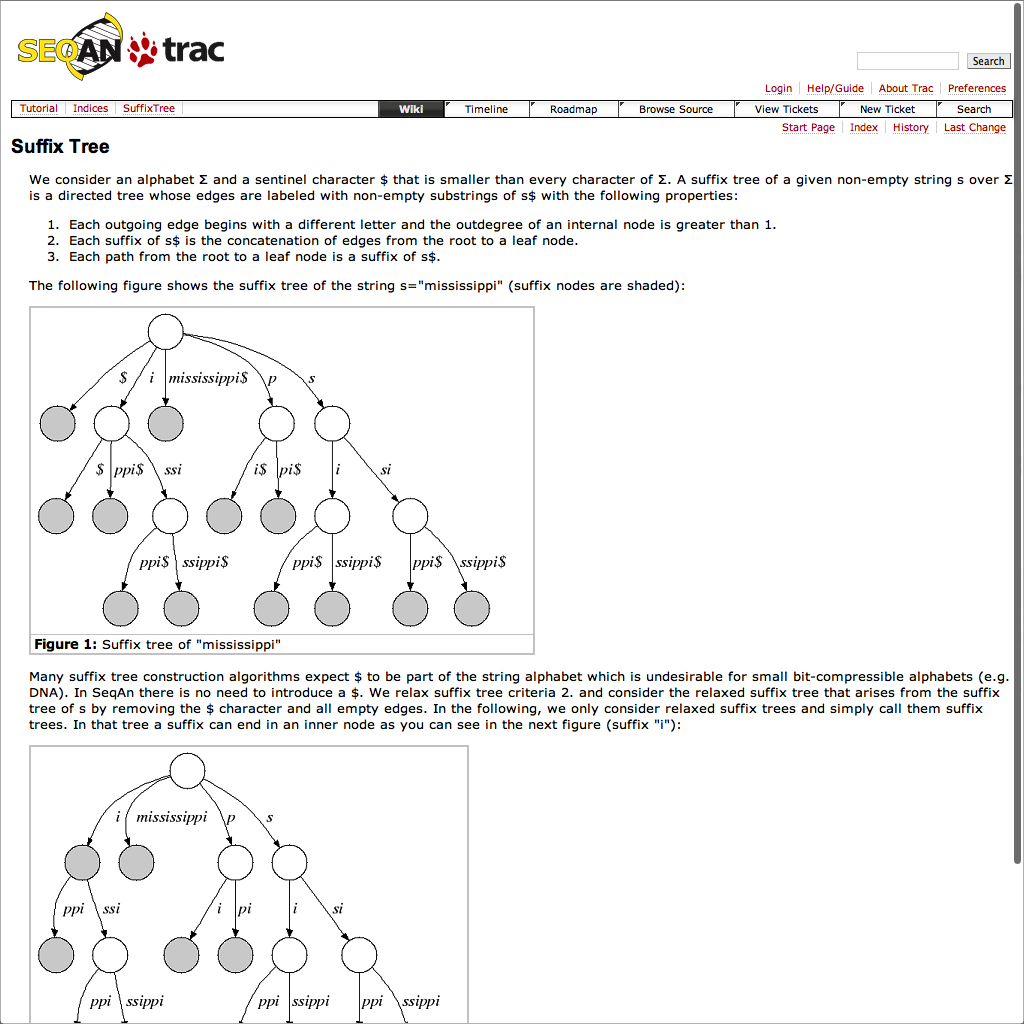 SEQAN trac
Search
Login Help/Guide About Trac Preferences
Tutorial Indices SuffixTree Wiki Timeline Roadmap Browse Source View Tickets New Ticket Search
Start Page Index History Last Change
Suffix Tree
We consider an alphabet Σ and a sentinel character $ that is smaller than every character of Σ. A suffix tree of a given non-empty string s over Σ
is a directed tree whose edges are labeled with non-empty substrings of s$ with the following properties:
1. Each outgoing edge begins with a different letter and the outdegree of an internal node is greater than 1.
2. Each suffix of s$ is the concatenation of edges from the root to a leaf node.
3. Each path from the root to a leaf node is a suffix of s$.
The following figure shows the suffix tree of the string s="mississippi" (suffix nodes are shaded):
$ i mississippi$ p s
$ ppi$ ssi i$ pi$ i si
ppi$ ssippi$ ppi$ ssippi$ ppi$ ssippi$
Figure 1: Suffix tree of "mississippi"
Many suffix tree construction algorithms expect $ to be part of the string alphabet which is undesirable for small bit-compressible alphabets (e.g.
DNA). In SeqAn there is no need to introduce a $. We relax suffix tree criteria 2. and consider the relaxed suffix tree that arises from the suffix
tree of s by removing the $ character and all empty edges. In the following, we only consider relaxed suffix trees and simply call them suffix
trees. In that tree a suffix can end in an inner node as you can see in the next figure (suffix "i"):
i mississippi p s
ppi ssi i pi i si
ppi ssippi ppi ssippi ppi ssippi